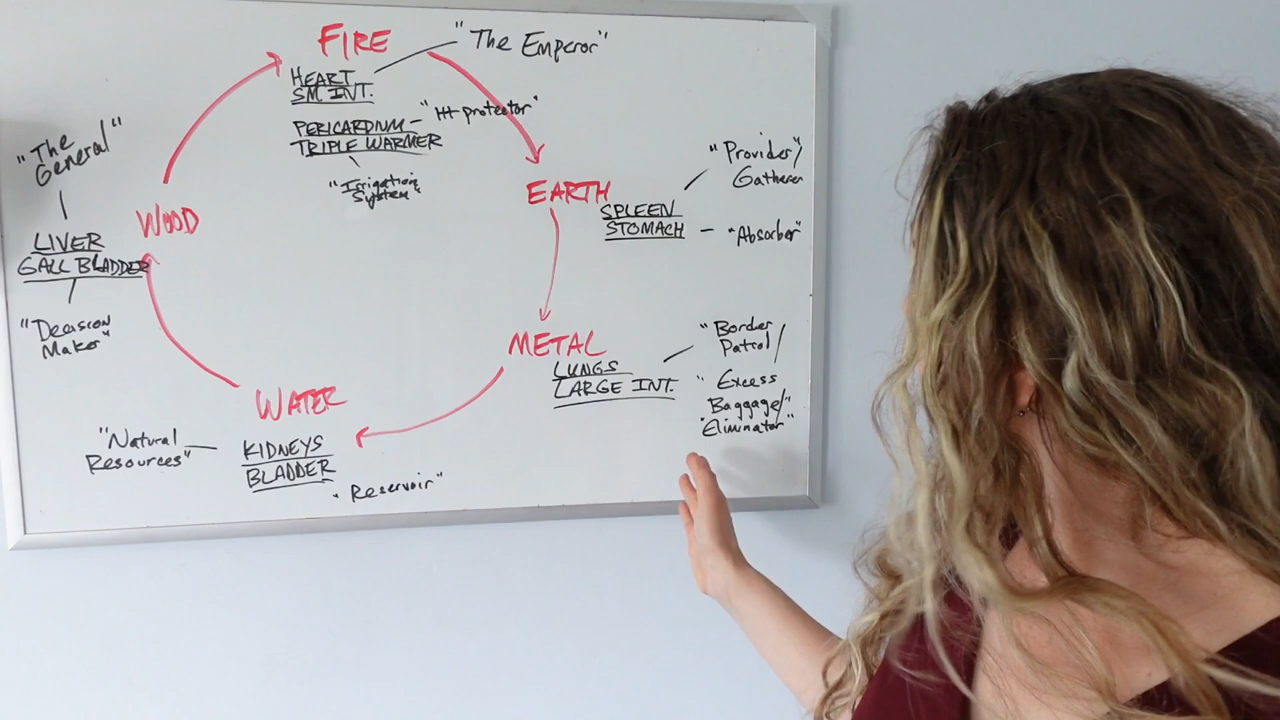 FIRE
"The Emperor"
HEART
SM INT.
PERICARDIUM – "Ht protector"
TRIPLE WARMER
"Irrigation
System"
EARTH
"Provider/
Gatherer
SPLEEN
STOMACH – "Absorber"
METAL
LUNGS
LARGE INT.
"Border
Patrol/
"Excess
Baggage/"
"Eliminator"
WATER
"Natural
Resources"
KIDNEYS
BLADDER
"Reservoir"
WOOD
"The
General"
LIVER
GALL BLADDER
"Decision
Maker"